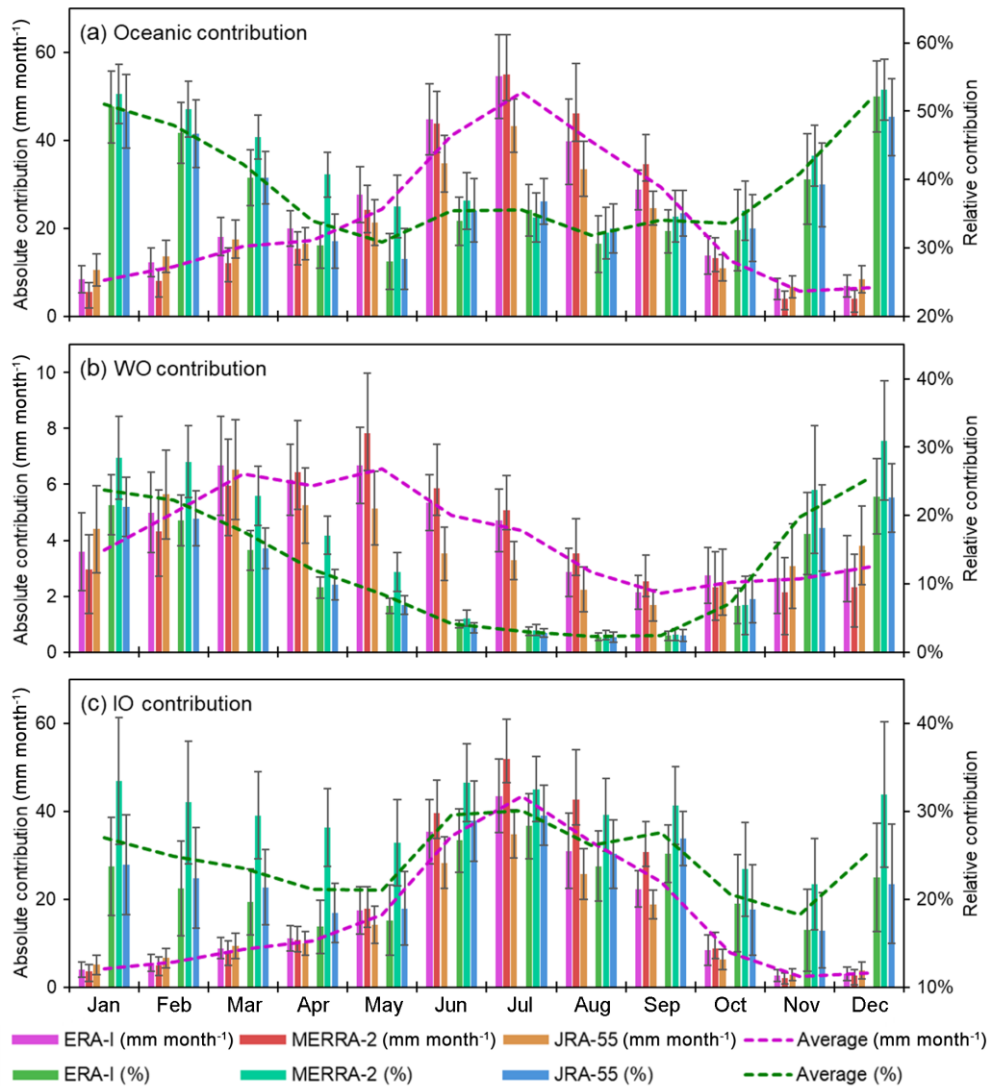 (a) Oceanic contribution
Absolute contribution (mm month⁻¹)
60
40
20
0
60%
50%
40%
30%
20%
Relative contribution
(b) WO contribution
Absolute contribution (mm month⁻¹)
10
8
6
4
2
0
40%
30%
20%
10%
0%
Relative contribution
(c) IO contribution
Absolute contribution (mm month⁻¹)
60
40
20
0
40%
30%
20%
10%
Relative contribution
Jan Feb Mar Apr May Jun Jul Aug Sep Oct Nov Dec
ERA-I (mm month⁻¹) MERRA-2 (mm month⁻¹) JRA-55 (mm month⁻¹) Average (mm month⁻¹)
ERA-I (%) MERRA-2 (%) JRA-55 (%) Average (%)